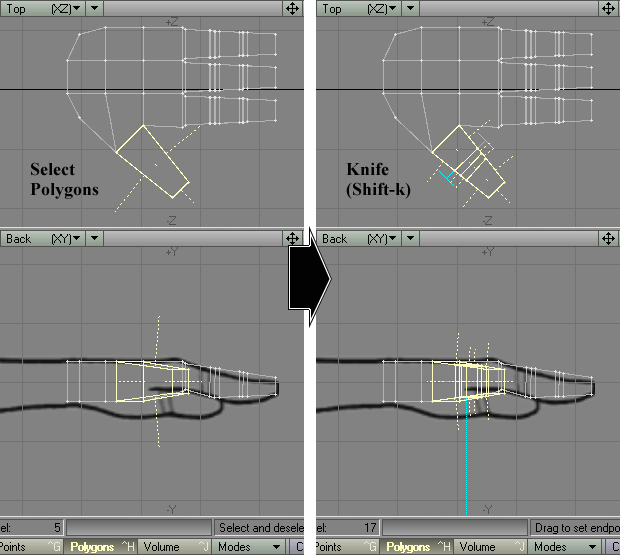 Top (XZ)
+Z
Select
Polygons
-Z
Top (XZ)
+Z
Knife
(Shift-k)
-Z
Back (XY)
+Y
-Y
Back (XY)
+Y
-Y
el: 5 Select and desele
Points ^G Polygons ^H Volume ^J Modes C
el: 17 Drag to set endpo
oints ^G Polygons ^H Volume ^J Modes C